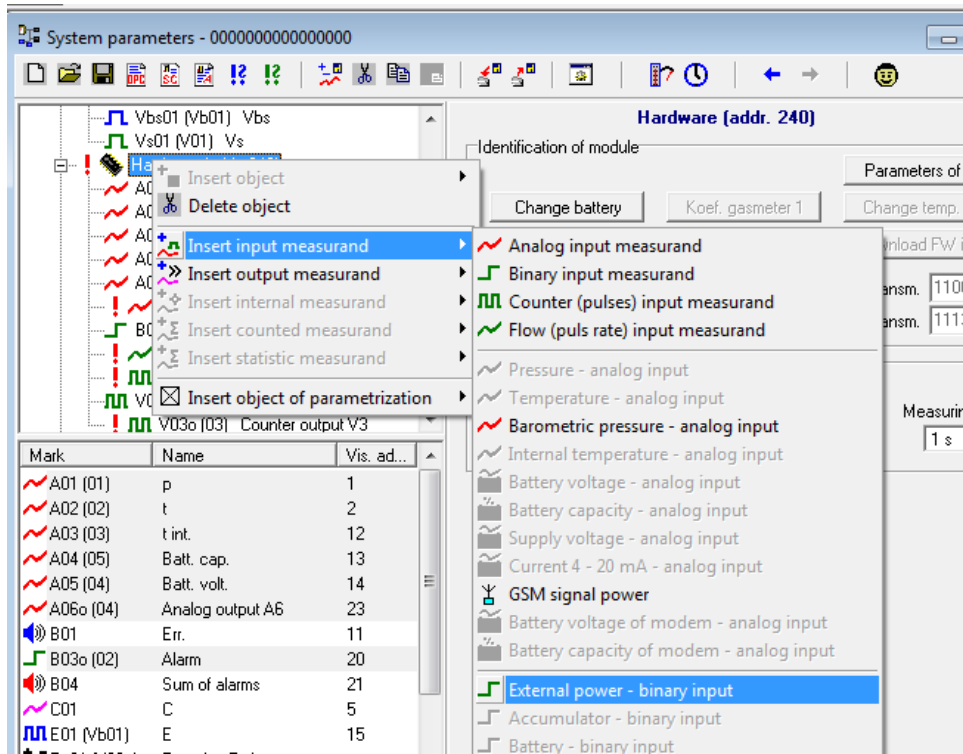 System parameters - 0000000000000000
Vbs01 (Vb01) Vbs
Vs01 (V01) Vs
Hardware (addr. 240)
Identification of module
Parameters of
Change battery
Koef. gasmeter 1
Change temp.
Insert object
Delete object
Insert input measurand
Insert output measurand
Insert internal measurand
Insert counted measurand
Insert statistic measurand
Insert object of parametrization
V03o (03) Counter output V3
Analog input measurand
Binary input measurand
Counter (pulses) input measurand
Flow (puls rate) input measurand
Pressure - analog input
Temperature - analog input
Barometric pressure - analog input
Internal temperature - analog input
Battery voltage - analog input
Battery capacity - analog input
Supply voltage - analog input
Current 4 - 20 mA - analog input
GSM signal power
Battery voltage of modem - analog input
Battery capacity of modem - analog input
External power - binary input
Accumulator - binary input
Battery - binary input
Measurin
1 s
Mark Name Vis. ad...
A01 (01) p 1
A02 (02) t 2
A03 (03) t int. 12
A04 (05) Batt. cap. 13
A05 (04) Batt. volt. 14
A06o (04) Analog output A6 23
B01 Err. 11
B03o (02) Alarm 20
B04 Sum of alarms 21
C01 C 5
E01 (Vb01) E 15